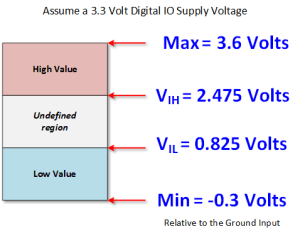 Assume a 3.3 Volt Digital IO Supply Voltage
Max = 3.6 Volts
High Value
VIH = 2.475 Volts
Undefined
region
VIL = 0.825 Volts
Low Value
Min = -0.3 Volts
Relative to the Ground Input